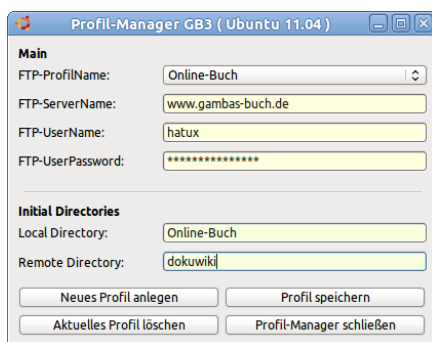 Profil-Manager GB3 ( Ubuntu 11.04 )
Main
FTP-ProfilName: Online-Buch
FTP-ServerName: www.gambas-buch.de
FTP-UserName: hatux
FTP-UserPassword: ***************
Initial Directories
Local Directory: Online-Buch
Remote Directory: dokuwiki
Neues Profil anlegen Profil speichern
Aktuelles Profil löschen Profil-Manager schließen